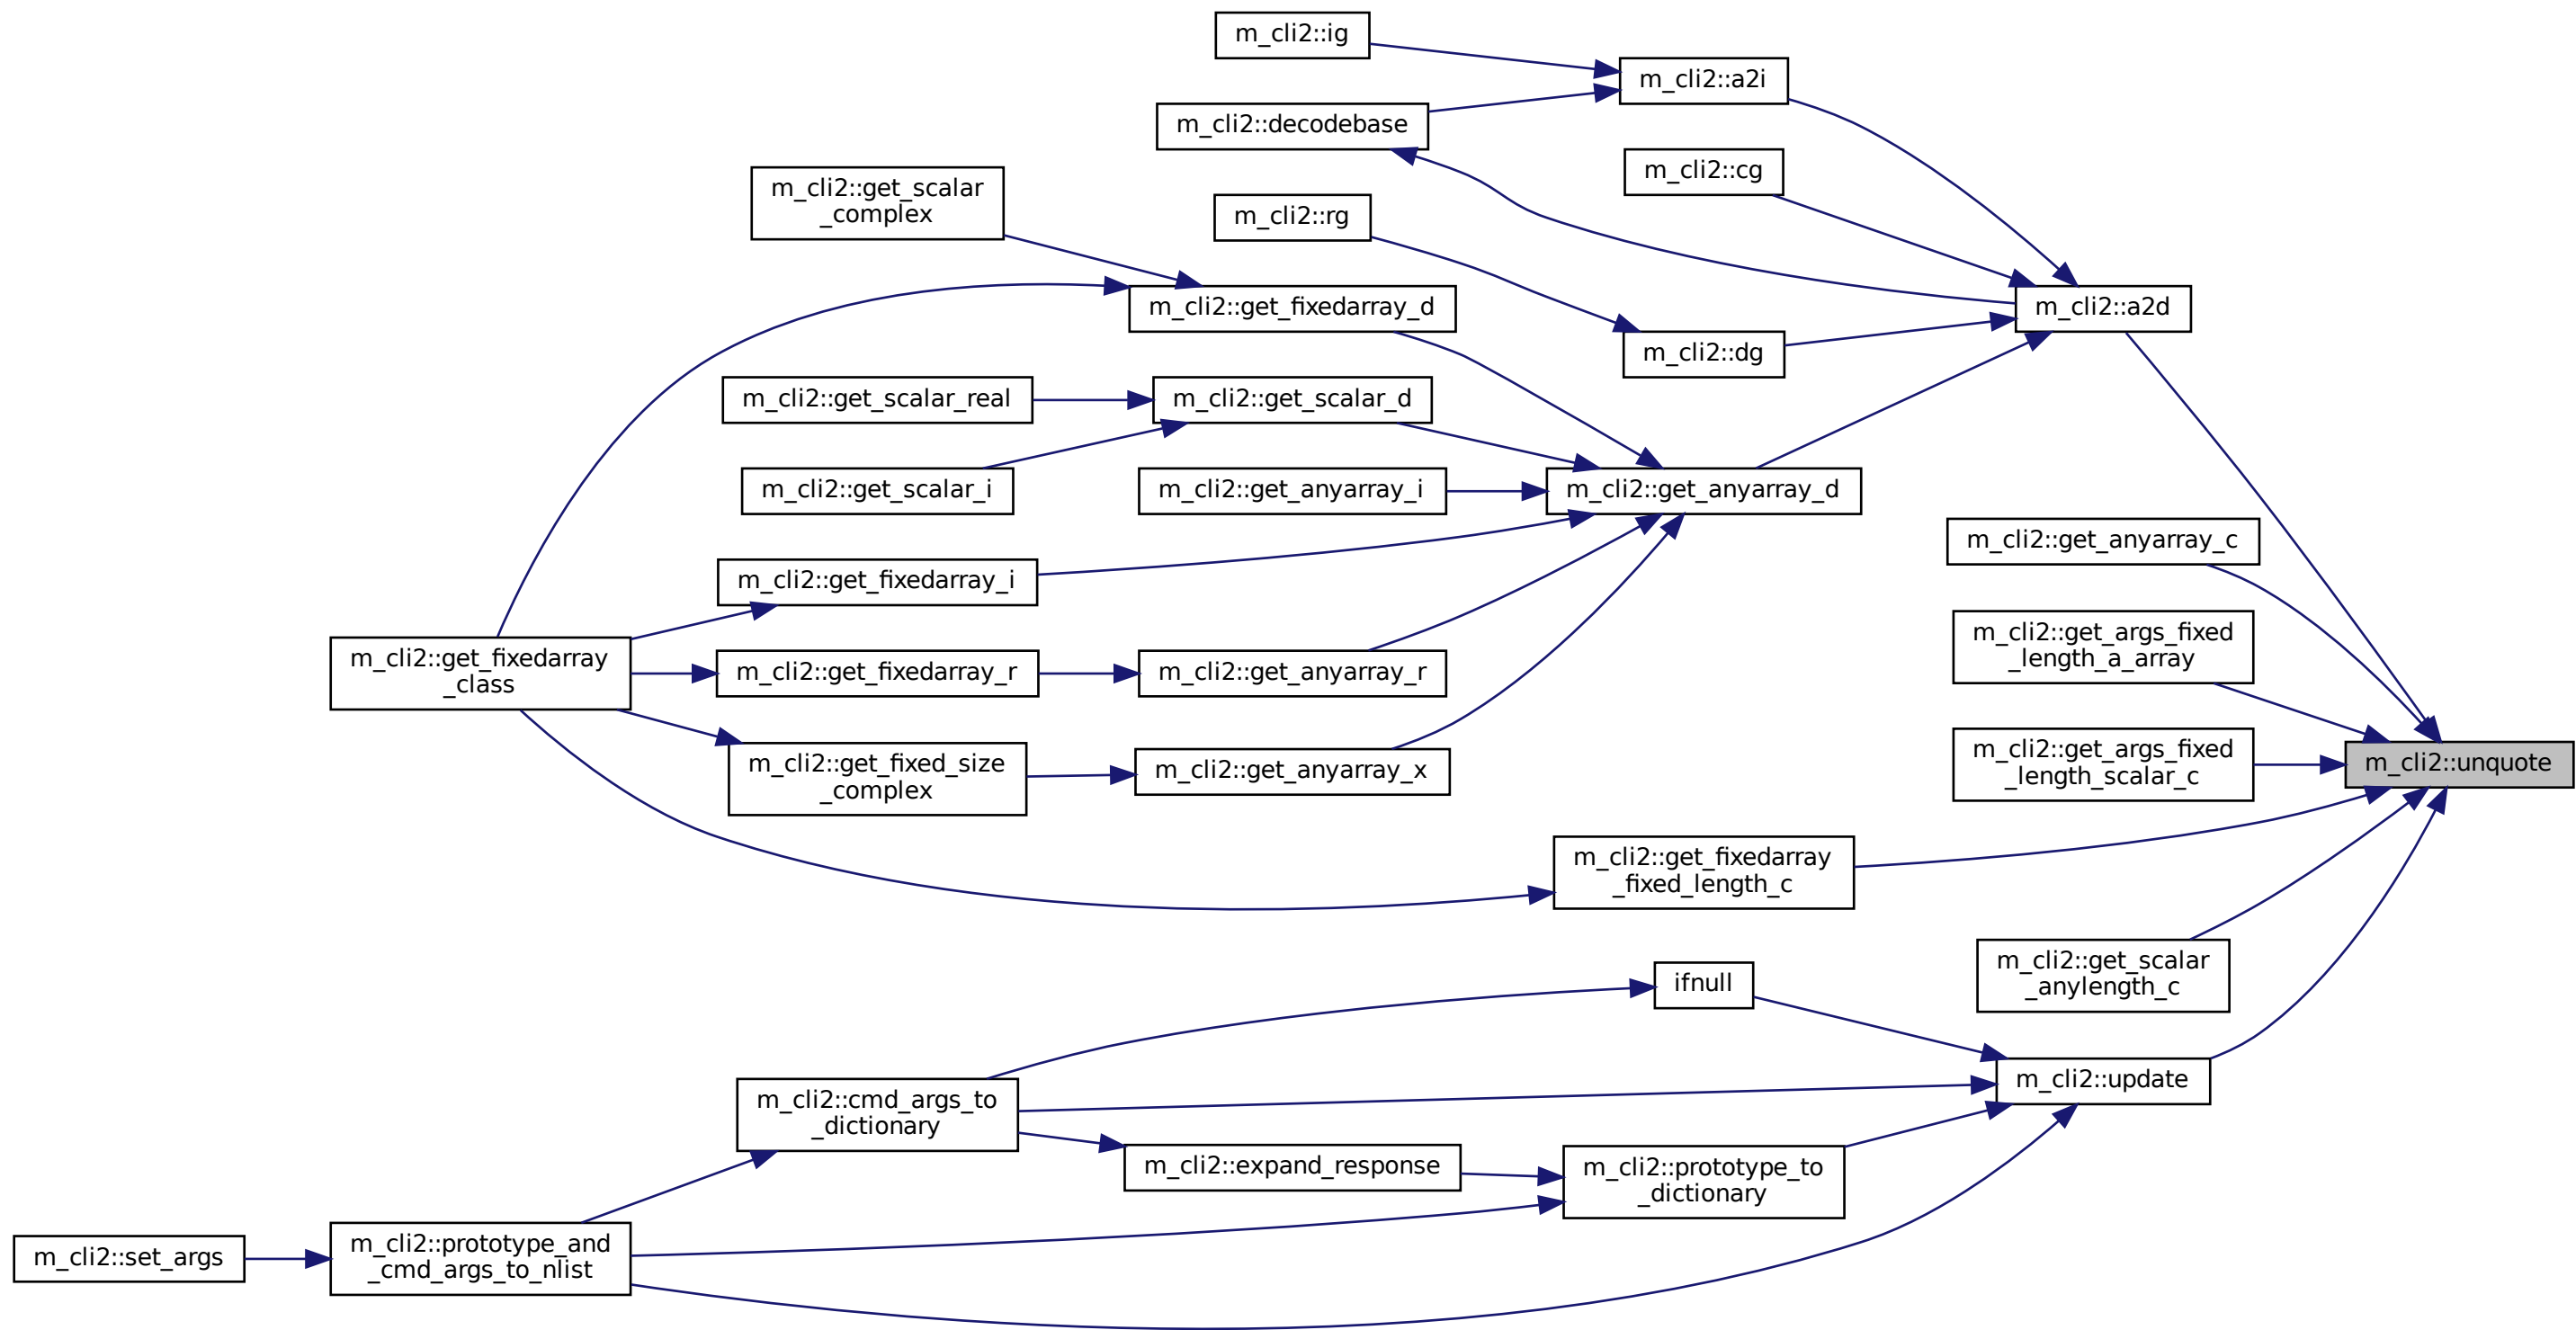 m_cli2::ig
m_cli2::a2i
m_cli2::decodebase
m_cli2::cg
m_cli2::get_scalar
_complex
m_cli2::rg
m_cli2::get_fixedarray_d
m_cli2::a2d
m_cli2::dg
m_cli2::get_scalar_real
m_cli2::get_scalar_d
m_cli2::get_scalar_i
m_cli2::get_anyarray_i
m_cli2::get_anyarray_d
m_cli2::get_anyarray_c
m_cli2::get_fixedarray_i
m_cli2::get_args_fixed
_length_a_array
m_cli2::get_fixedarray
_class
m_cli2::get_fixedarray_r
m_cli2::get_anyarray_r
m_cli2::get_args_fixed
_length_scalar_c
m_cli2::unquote
m_cli2::get_fixed_size
_complex
m_cli2::get_anyarray_x
m_cli2::get_fixedarray
_fixed_length_c
m_cli2::get_scalar
_anylength_c
ifnull
m_cli2::update
m_cli2::cmd_args_to
_dictionary
m_cli2::expand_response
m_cli2::prototype_to
_dictionary
m_cli2::set_args
m_cli2::prototype_and
_cmd_args_to_nlist